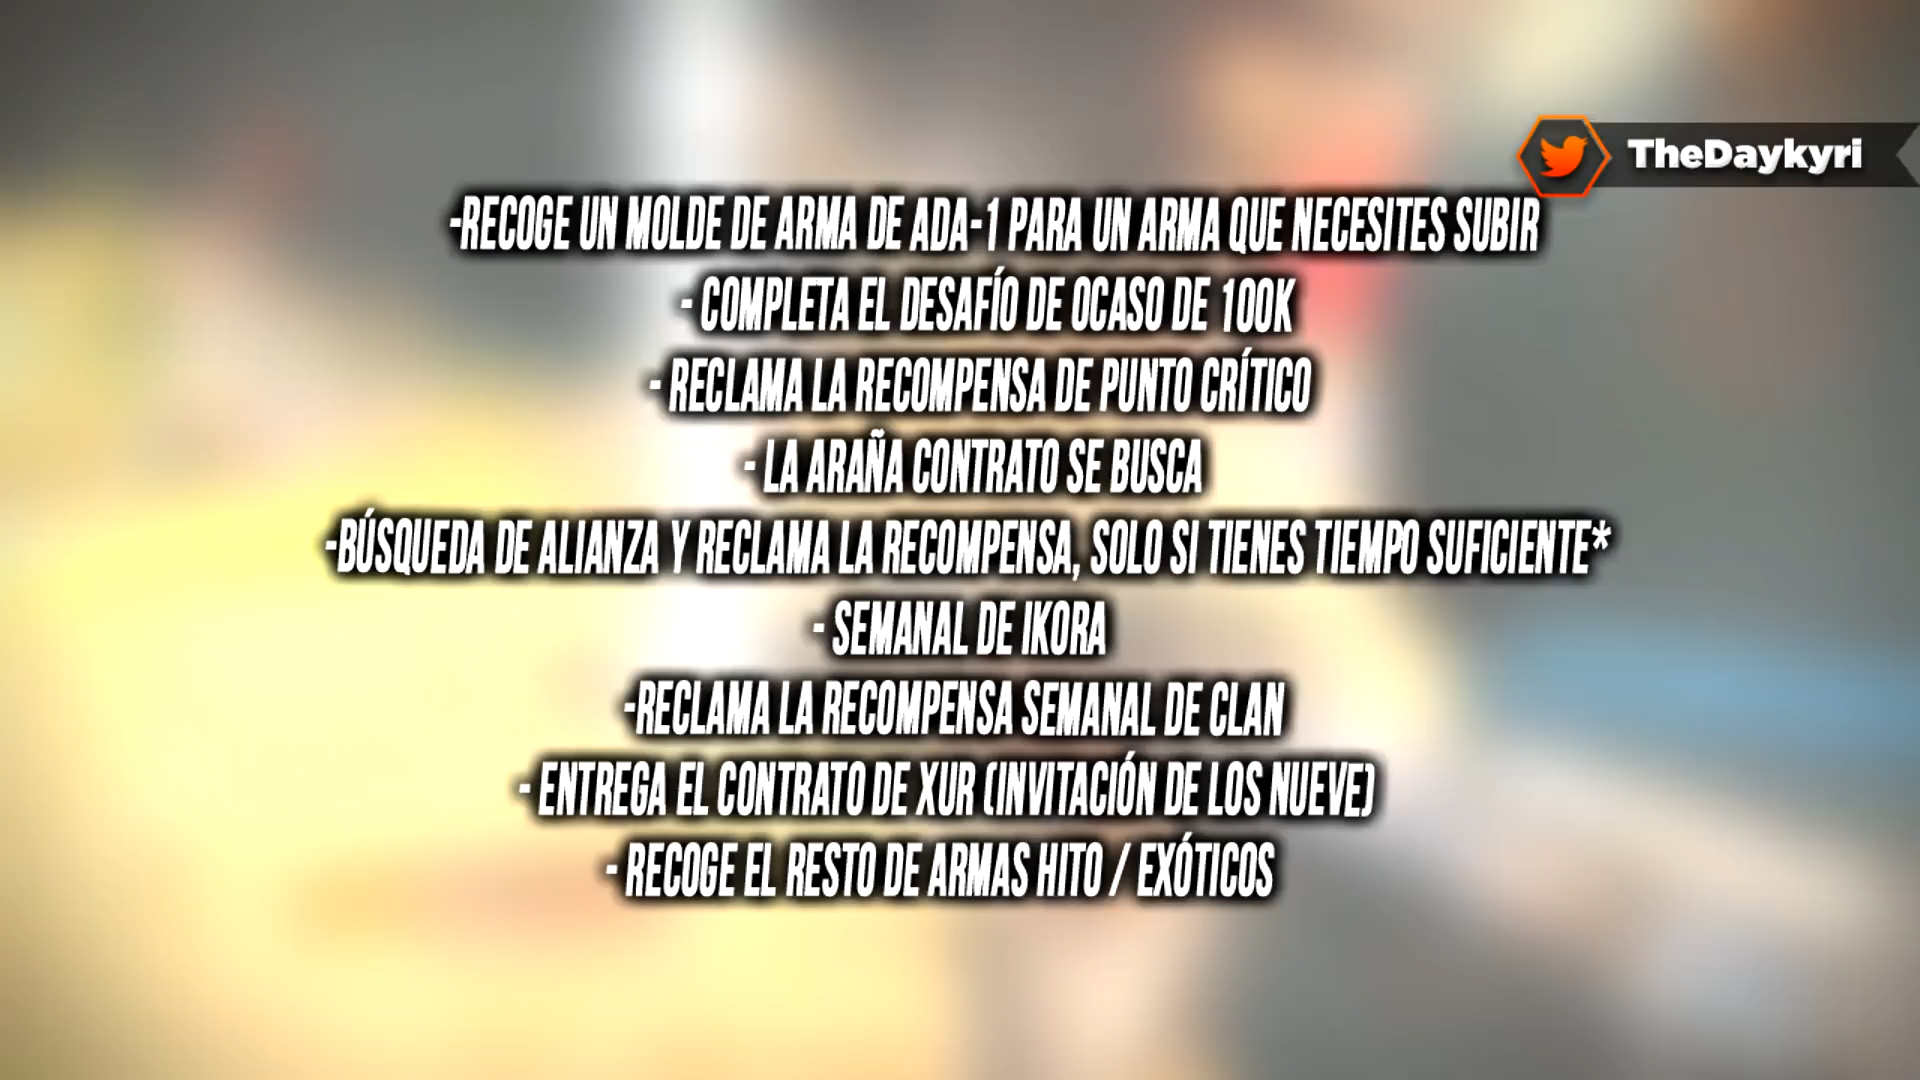 TheDaykyri
-RECOGE UN MOLDE DE ARMA DE ADA-1 PARA UN ARMA QUE NECESITES SUBIR
- COMPLETA EL DESAFÍO DE OCASO DE 100K
- RECLAMA LA RECOMPENSA DE PUNTO CRÍTICO
- LA ARAÑA CONTRATO SE BUSCA
-BÚSQUEDA DE ALIANZA Y RECLAMA LA RECOMPENSA, SOLO SI TIENES TIEMPO SUFICIENTE*
- SEMANAL DE IKORA
-RECLAMA LA RECOMPENSA SEMANAL DE CLAN
- ENTREGA EL CONTRATO DE XUR (INVITACIÓN DE LOS NUEVE)
- RECOGE EL RESTO DE ARMAS HITO / EXÓTICOS